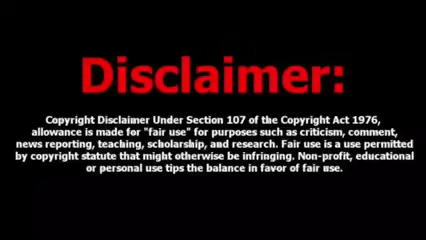 Disclaimer:
Copyright Disclaimer Under Section 107 of the Copyright Act 1976,
allowance is made for "fair use" for purposes such as criticism, comment,
news reporting, teaching, scholarship, and research. Fair use is a use permitted
by copyright statute that might otherwise be infringing. Non-profit, educational
or personal use tips the balance in favor of fair use.